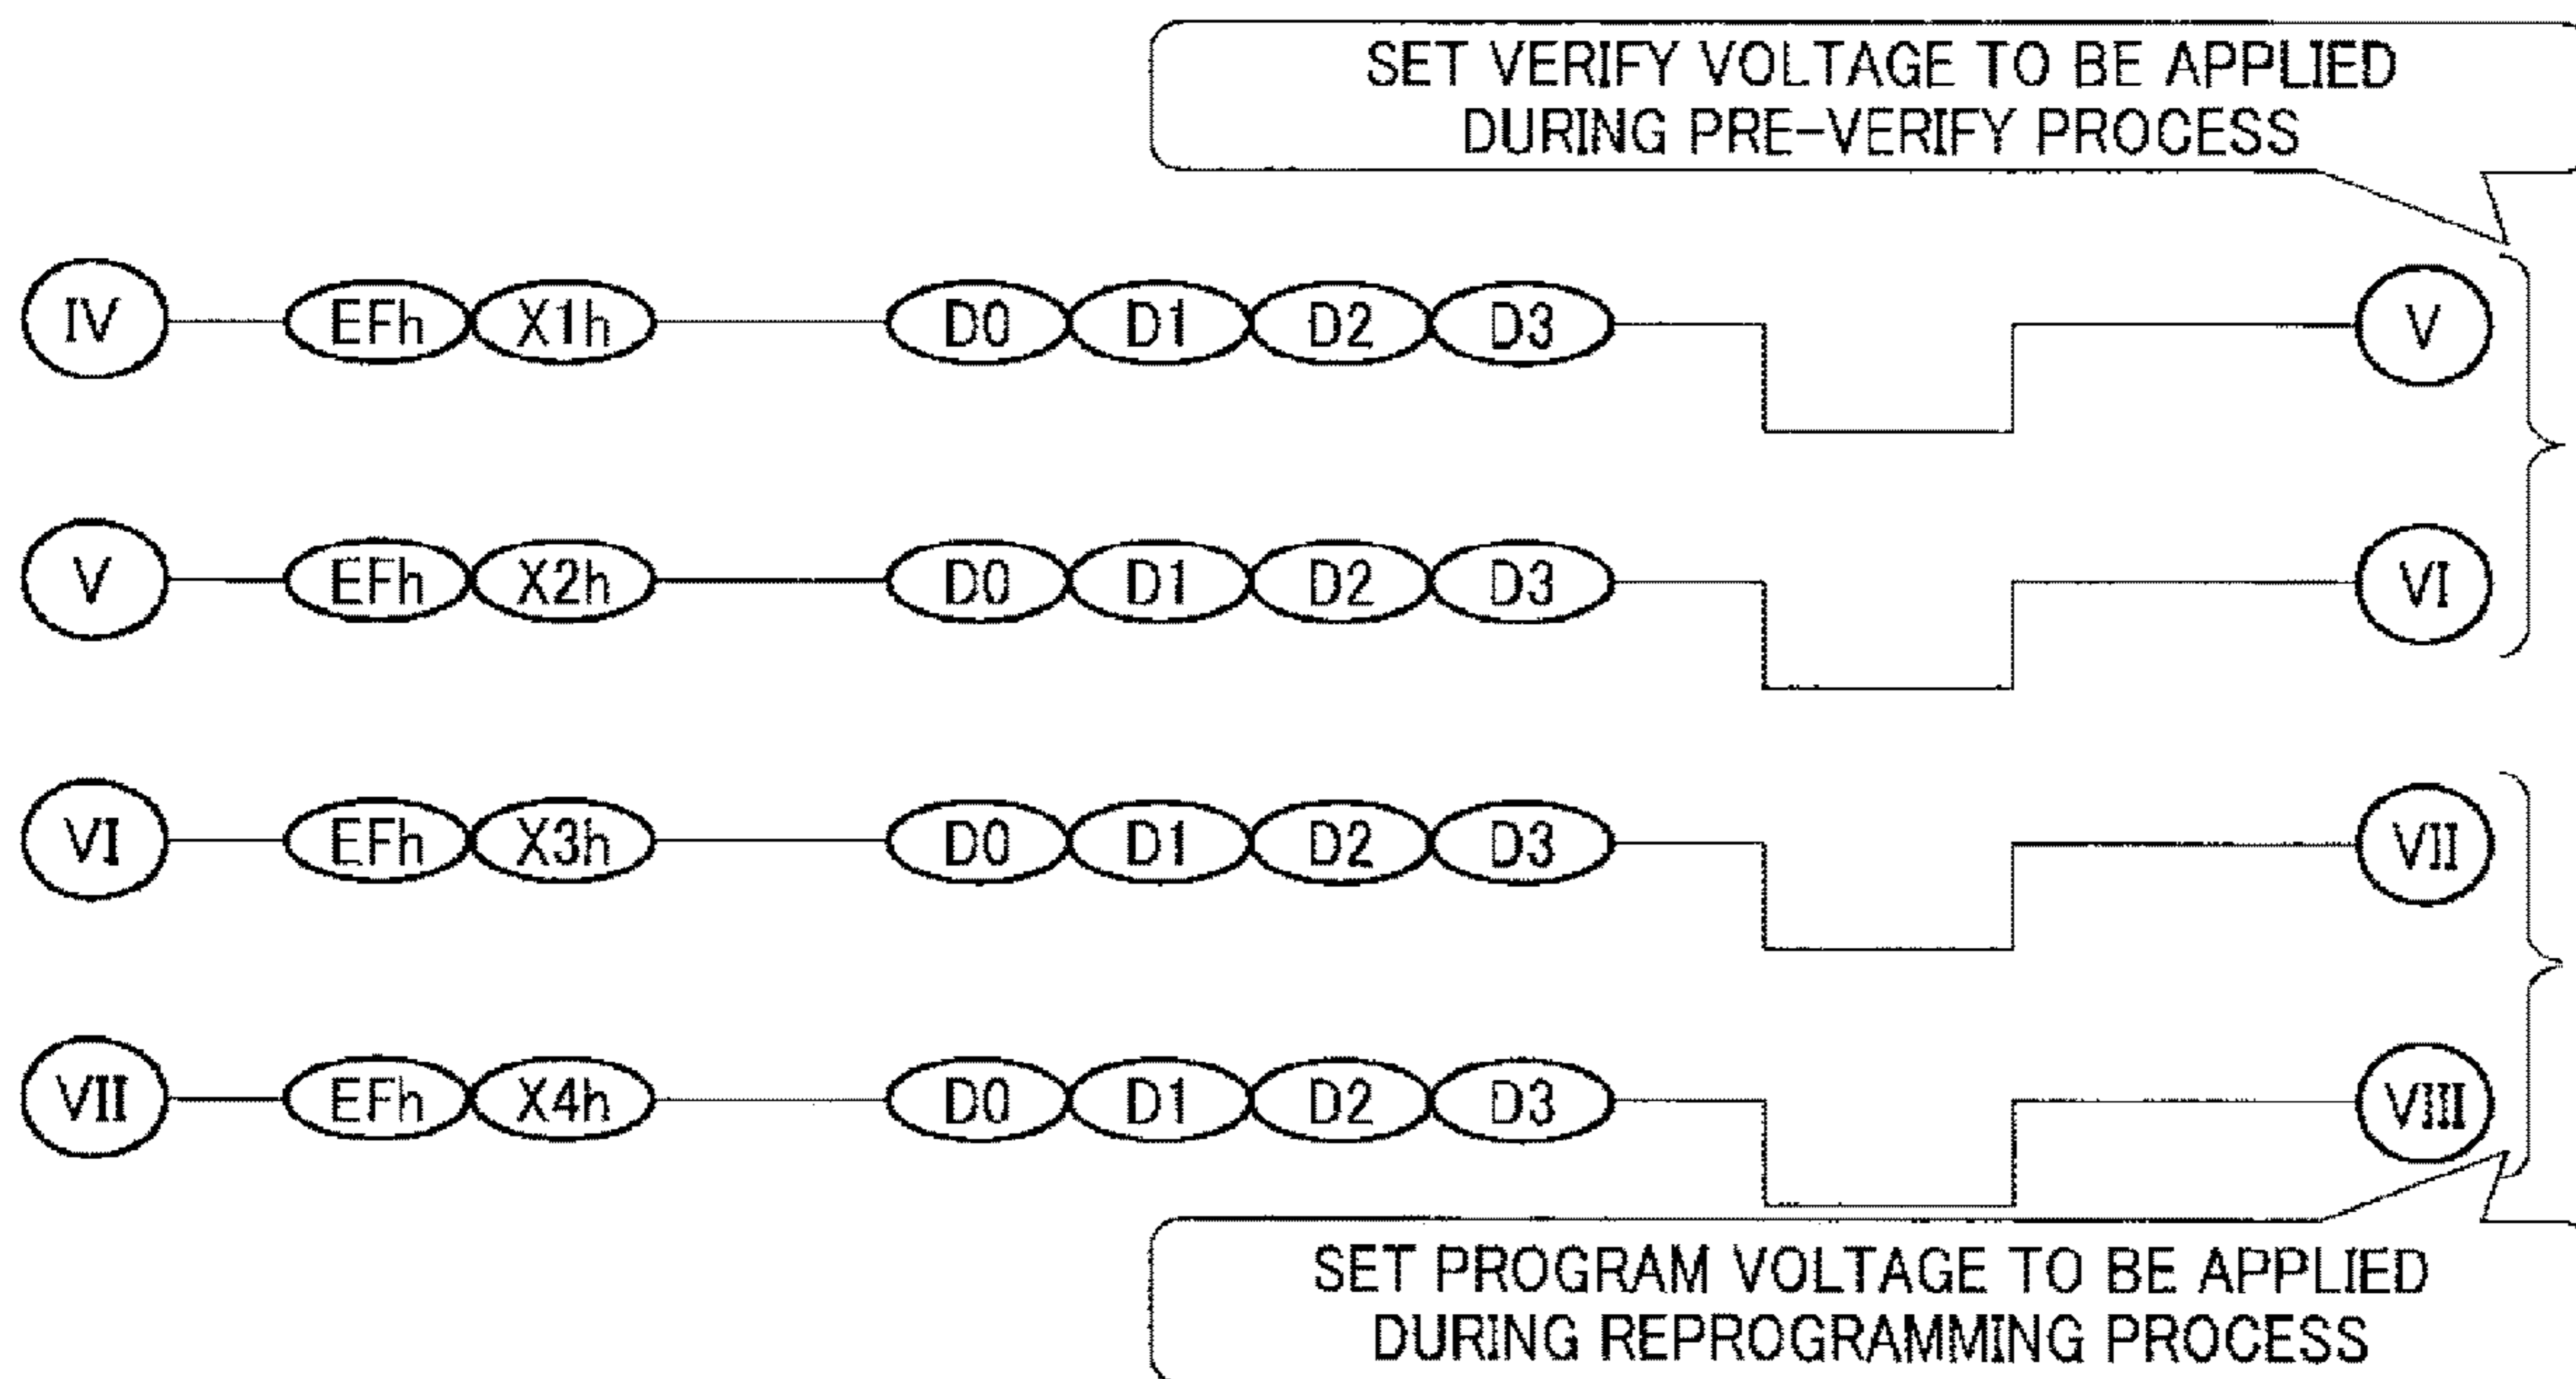 SET VERIFY VOLTAGE TO BE APPLIED
DURING PRE-VERIFY PROCESS
IV EFh X1h D0 D1 D2 D3 V
V EFh X2h D0 D1 D2 D3 VI
VI EFh X3h D0 D1 D2 D3 VII
VII EFh X4h D0 D1 D2 D3 VIII
SET PROGRAM VOLTAGE TO BE APPLIED
DURING REPROGRAMMING PROCESS